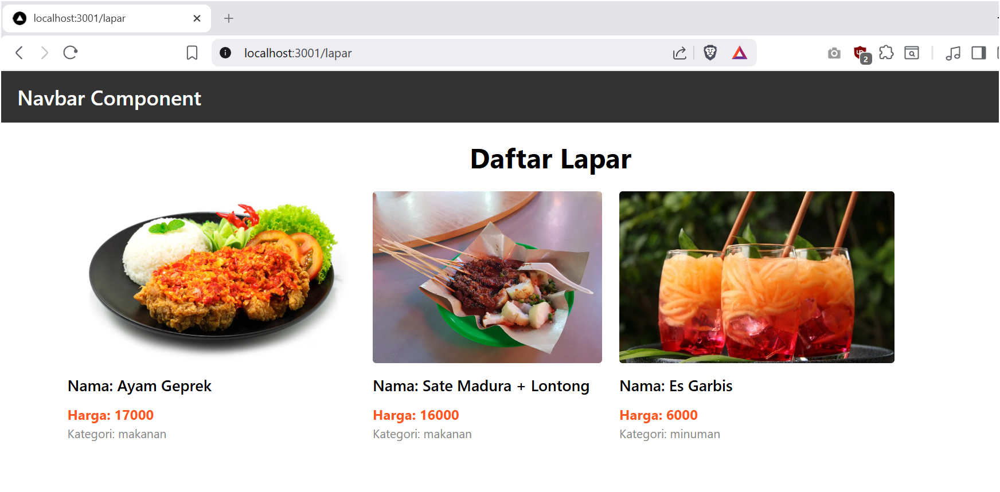 localhost:3001/lapar
localhost:3001/lapar
2
Navbar Component
Daftar Lapar
Nama: Ayam Geprek
Harga: 17000
Kategori: makanan
Nama: Sate Madura + Lontong
Harga: 16000
Kategori: makanan
Nama: Es Garbis
Harga: 6000
Kategori: minuman